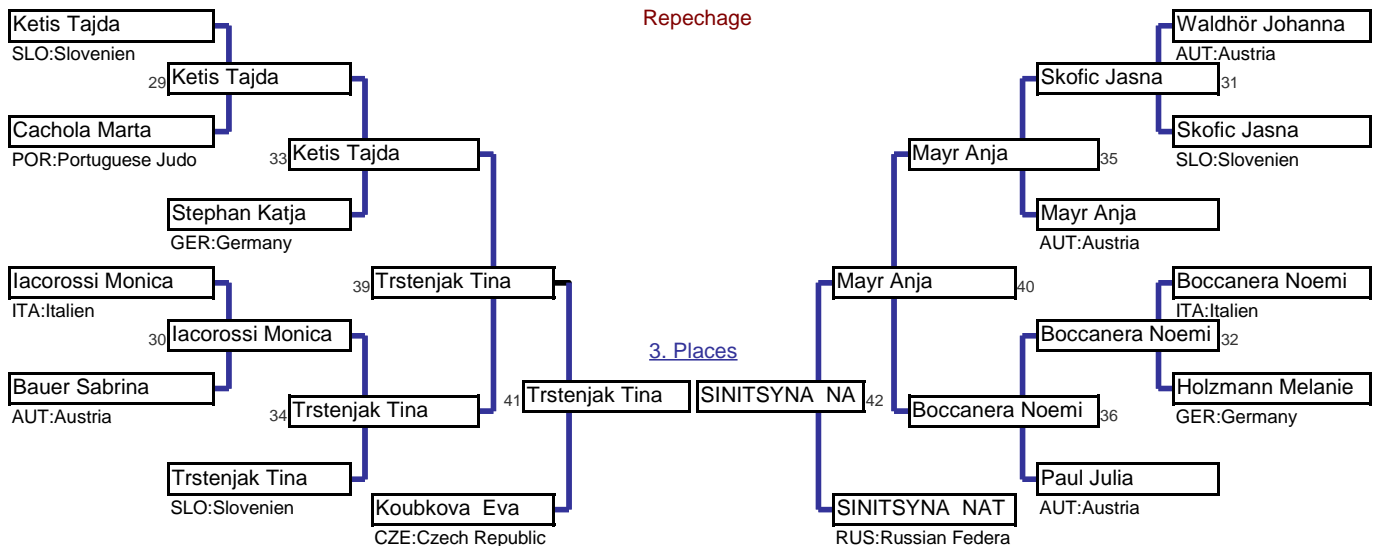 Repechage
Ketis Tajda
SLO:Slovenien
29 Ketis Tajda
Cachola Marta
POR:Portuguese Judo
33 Ketis Tajda
Stephan Katja
GER:Germany
39 Trstenjak Tina
Iacorossi Monica
ITA:Italien
30 Iacorossi Monica
Bauer Sabrina
AUT:Austria
34 Trstenjak Tina
Trstenjak Tina
SLO:Slovenien
Koubkova Eva
CZE:Czech Republic
3. Places
41 Trstenjak Tina
SINITSYNA NA 42
Waldhör Johanna
AUT:Austria
Skofic Jasna 31
Skofic Jasna
SLO:Slovenien
Mayr Anja 35
Mayr Anja
AUT:Austria
Mayr Anja 40
Boccanera Noemi
ITA:Italien
Boccanera Noemi 32
Holzmann Melanie
GER:Germany
Boccanera Noemi 36
Paul Julia
AUT:Austria
SINITSYNA NAT
RUS:Russian Federa